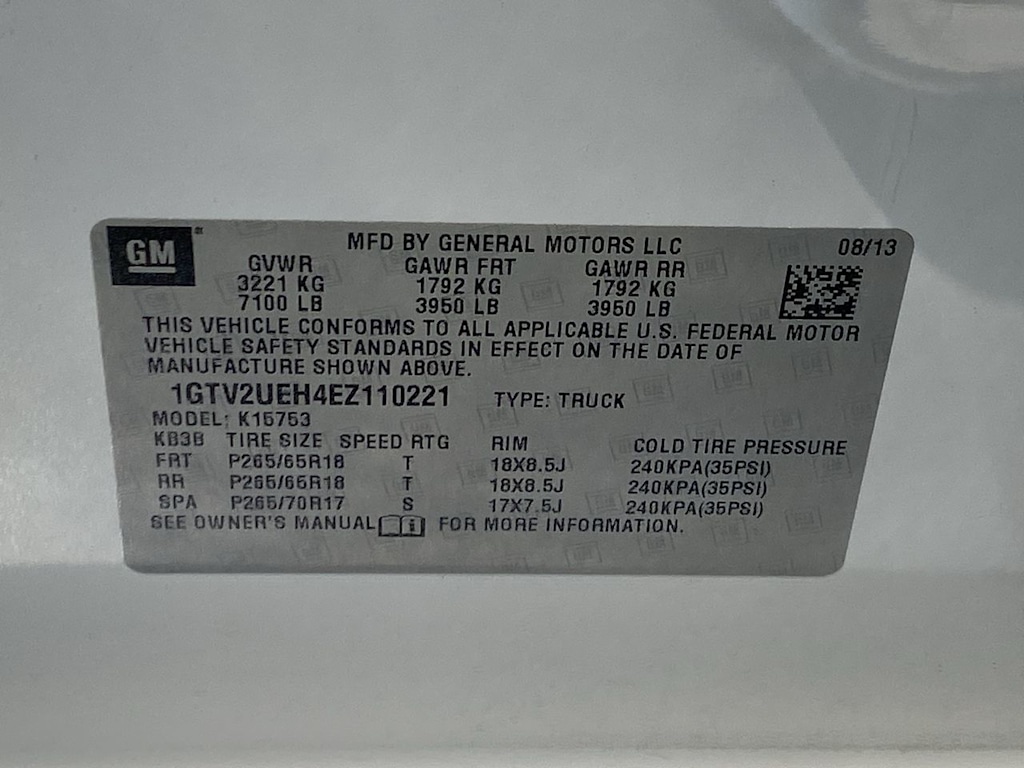 GM MFD BY GENERAL MOTORS LLC 08/13
GVWR GAWR FRT GAWR RR
3221 KG 1792 KG 1792 KG
7100 LB 3950 LB 3950 LB
THIS VEHICLE CONFORMS TO ALL APPLICABLE U.S. FEDERAL MOTOR
VEHICLE SAFETY STANDARDS IN EFFECT ON THE DATE OF
MANUFACTURE SHOWN ABOVE.
1GTV2UEH4EZ110221 TYPE: TRUCK
MODEL: K15753
KB3B TIRE SIZE SPEED RTG RIM COLD TIRE PRESSURE
FRT P265/65R18 T 18X8.5J 240KPA(35PSI)
RR P265/65R18 T 18X8.5J 240KPA(35PSI)
SPA P265/70R17 S 17X7.5J 240KPA(35PSI)
SEE OWNER'S MANUAL FOR MORE INFORMATION.